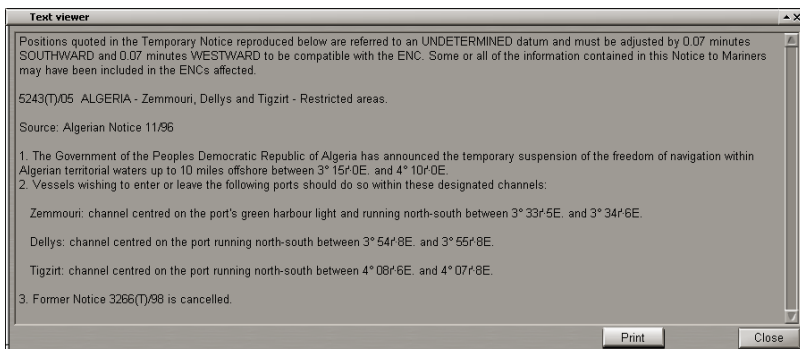 Text viewer
Positions quoted in the Temporary Notice reproduced below are referred to an UNDETERMINED datum and must be adjusted by 0.07 minutes
SOUTHWARD and 0.07 minutes WESTWARD to be compatible with the ENC. Some or all of the information contained in this Notice to Mariners
may have been included in the ENCs affected.
5243(T)/05 ALGERIA - Zemmouri, Dellys and Tigzirt - Restricted areas.
Source: Algerian Notice 11/96
1. The Government of the Peoples Democratic Republic of Algeria has announced the temporary suspension of the freedom of navigation within
Algerian territorial waters up to 10 miles offshore between 3° 15ŕ·0E. and 4° 10ŕ·0E.
2. Vessels wishing to enter or leave the following ports should do so within these designated channels:
Zemmouri: channel centred on the port's green harbour light and running north-south between 3° 33ŕ·5E. and 3° 34ŕ·6E.
Dellys: channel centred on the port running north-south between 3° 54ŕ·8E. and 3° 55ŕ·8E.
Tigzirt: channel centred on the port running north-south between 4° 08ŕ·6E. and 4° 07ŕ·8E.
3. Former Notice 3266(T)/98 is cancelled.
Print Close